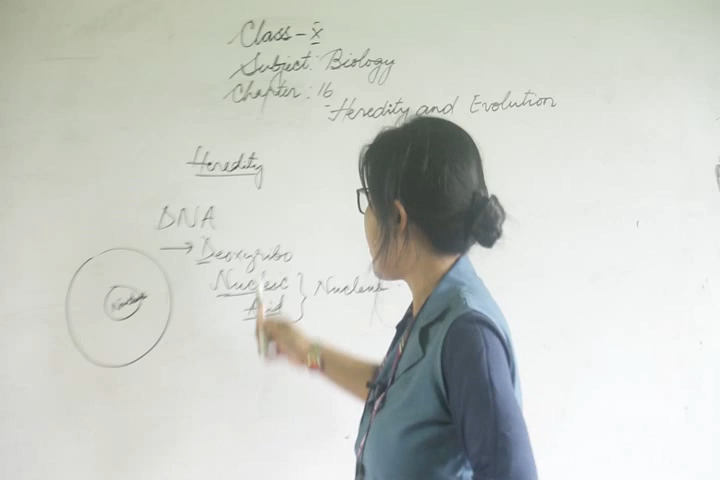 Class - X
Subject: Biology
Chapter: 16
- Heredity and Evolution
Heredity
DNA
→ Deoxyribo
Nucleic } Nucleus
Acid